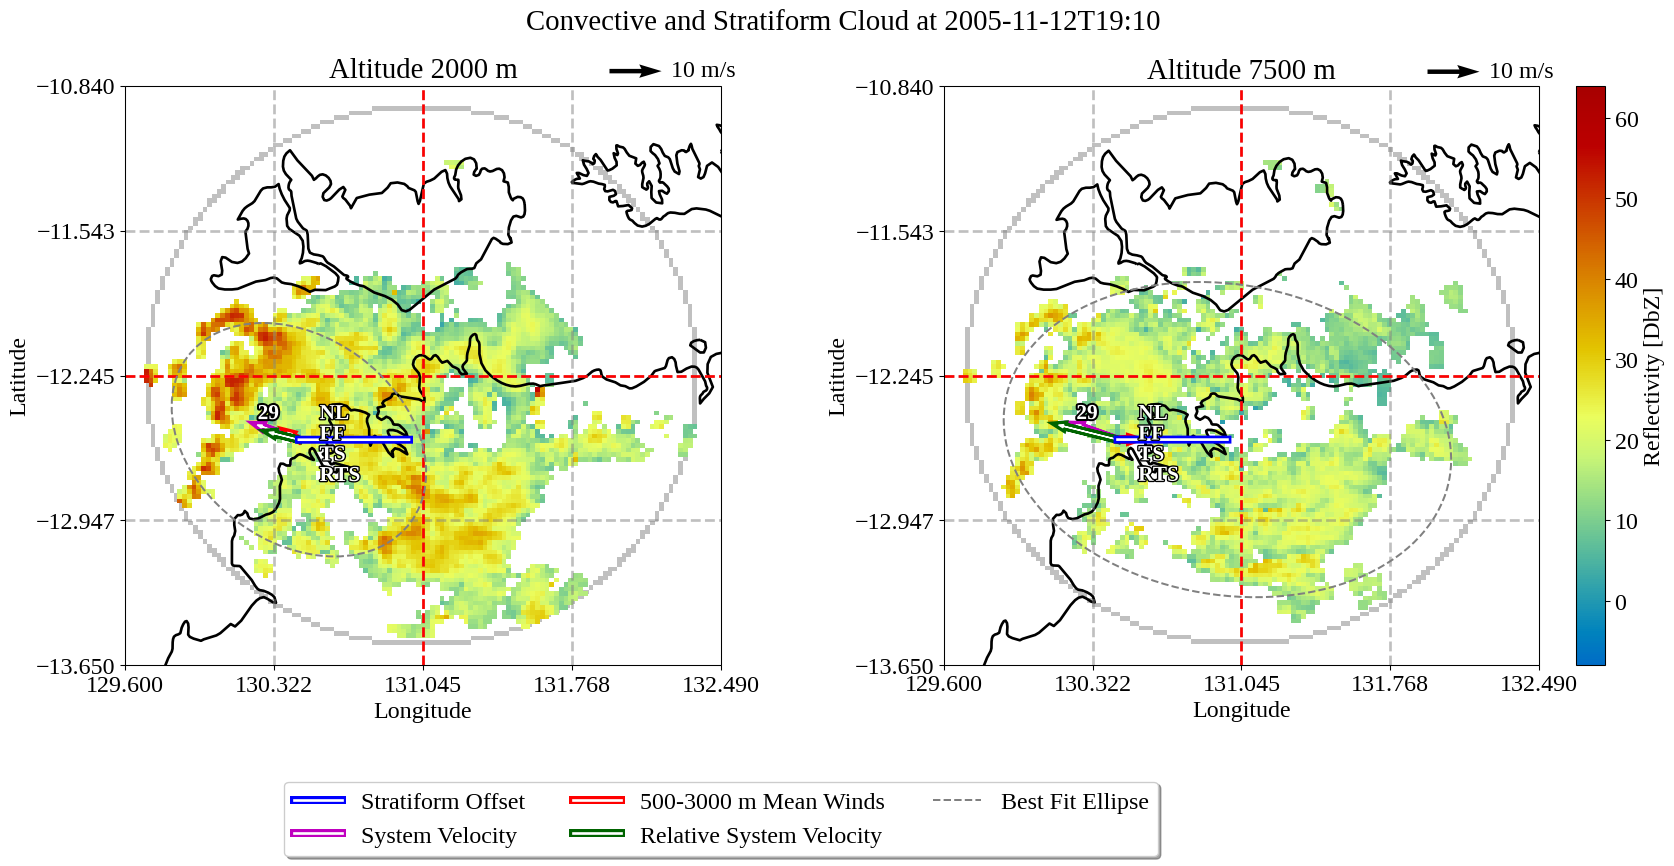 Convective and Stratiform Cloud at 2005-11-12T19:10
Altitude 2000 m
10 m/s
Altitude 7500 m
10 m/s
−10.840
−11.543
−12.245
−12.947
−13.650
Latitude
129.600
130.322
131.045
131.768
132.490
Longitude
29
NL
FF
TS
RTS
−10.840
−11.543
−12.245
−12.947
−13.650
Latitude
129.600
130.322
131.045
131.768
132.490
Longitude
29
NL
FF
TS
RTS
60
50
40
30
20
10
0
Reflectivity [DbZ]
Stratiform Offset
System Velocity
500-3000 m Mean Winds
Relative System Velocity
Best Fit Ellipse